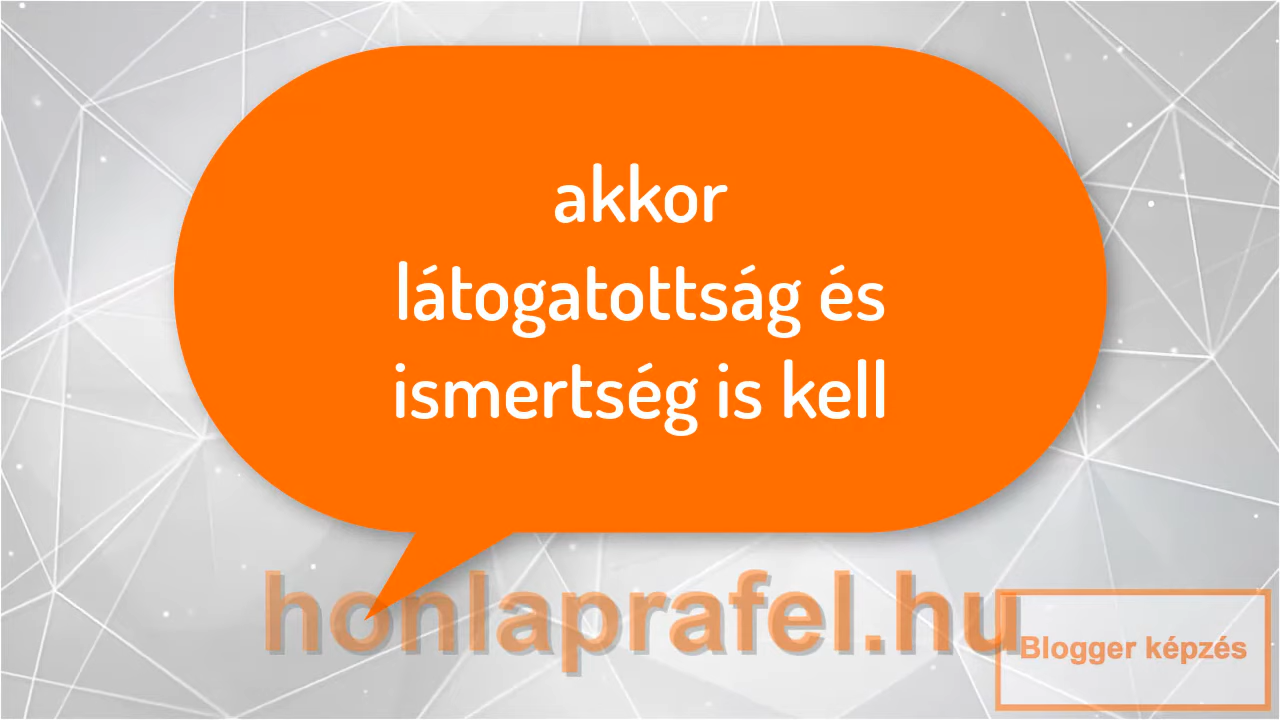 akkor
látogatottság és
ismertség is kell
honlaprafel.hu
Blogger képzés